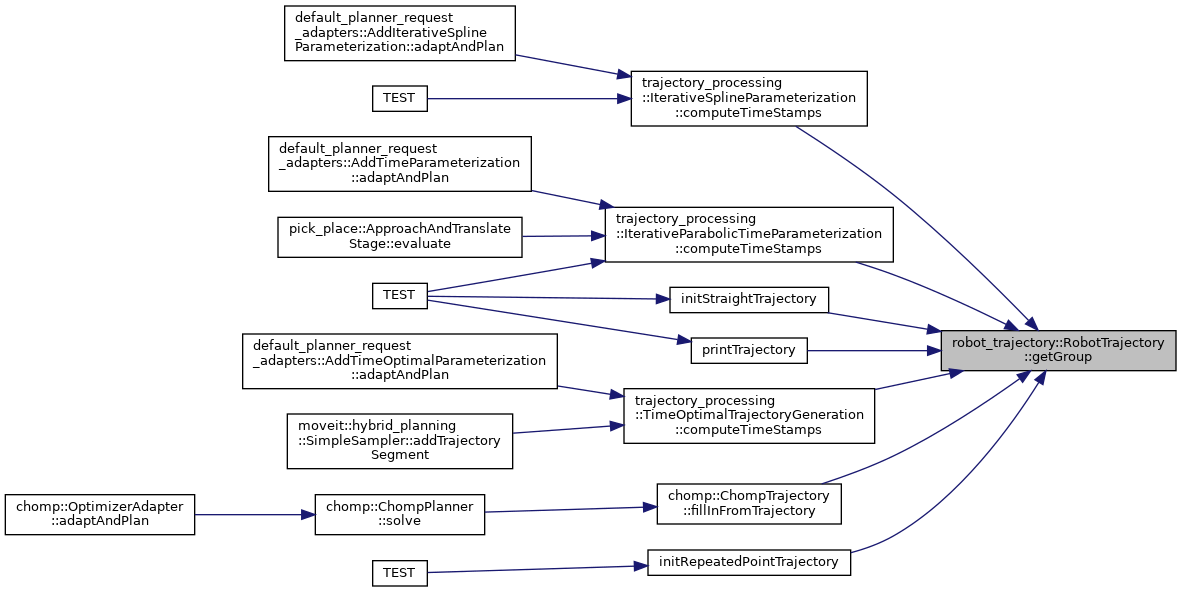 default_planner_request
_adapters::AddIterativeSpline
Parameterization::adaptAndPlan
trajectory_processing
::IterativeSplineParameterization
::computeTimeStamps
TEST
default_planner_request
_adapters::AddTimeParameterization
::adaptAndPlan
trajectory_processing
::IterativeParabolicTimeParameterization
::computeTimeStamps
pick_place::ApproachAndTranslate
Stage::evaluate
TEST
initStraightTrajectory
printTrajectory
robot_trajectory::RobotTrajectory
::getGroup
default_planner_request
_adapters::AddTimeOptimalParameterization
::adaptAndPlan
trajectory_processing
::TimeOptimalTrajectoryGeneration
::computeTimeStamps
moveit::hybrid_planning
::SimpleSampler::addTrajectory
Segment
chomp::OptimizerAdapter
::adaptAndPlan
chomp::ChompPlanner
::solve
chomp::ChompTrajectory
::fillInFromTrajectory
initRepeatedPointTrajectory
TEST